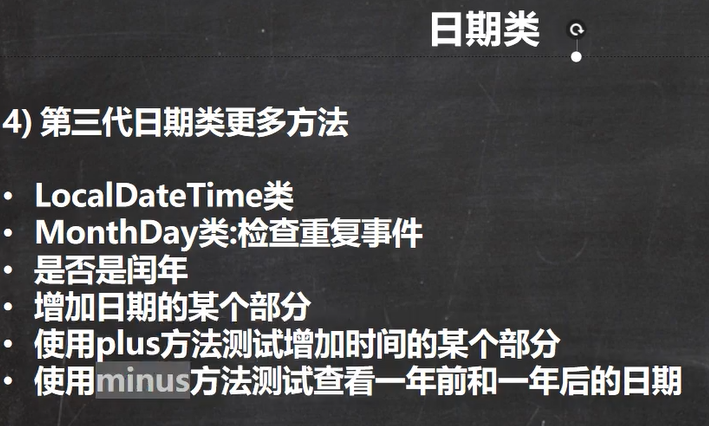 日期类
4) 第三代日期类更多方法
• LocalDateTime类
• MonthDay类:检查重复事件
• 是否是闰年
• 增加日期的某个部分
• 使用plus方法测试增加时间的某个部分
• 使用minus方法测试查看一年前和一年后的日期